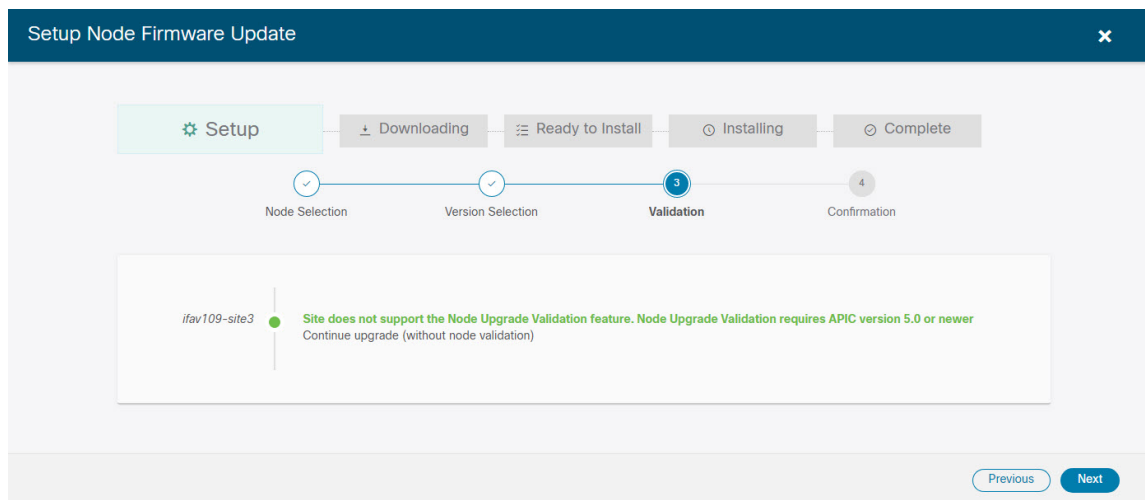 Setup Node Firmware Update
Setup
Downloading
Ready to Install
Installing
Complete
3
4
Node Selection
Version Selection
Validation
Confirmation
ifav109-site3
Site does not support the Node Upgrade Validation feature. Node Upgrade Validation requires APIC version 5.0 or newer
Continue upgrade (without node validation)
Previous
Next